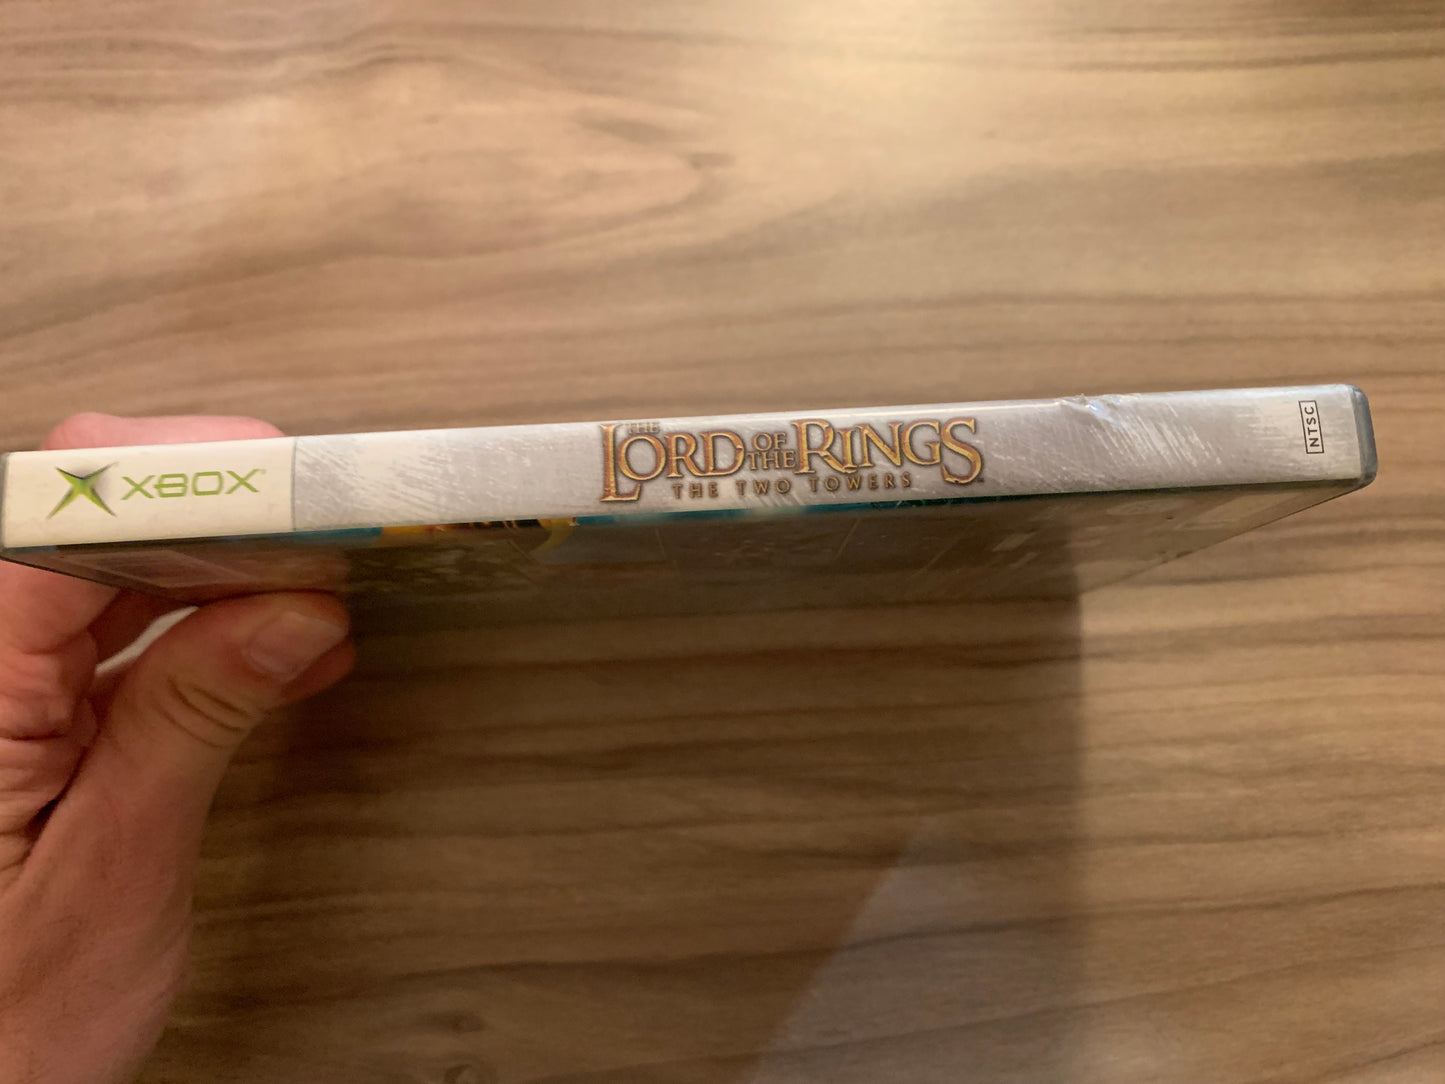 XBOX
THE
LORD OF THE RINGS
THE TWO TOWERS
NTSC